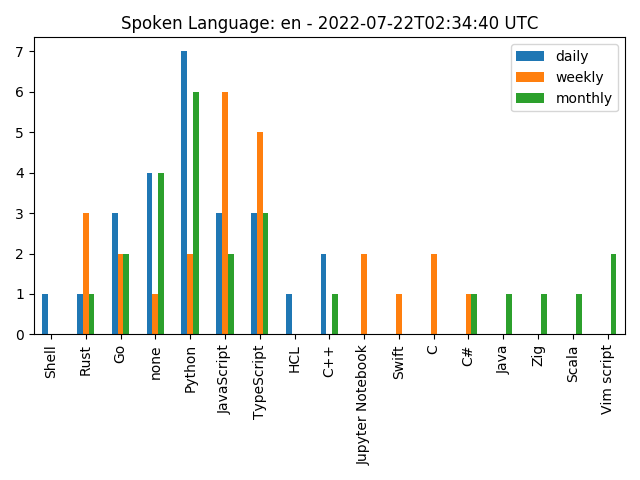 Spoken Language: en - 2022-07-22T02:34:40 UTC
daily
weekly
monthly
7
6
5
4
3
2
1
0
Shell
Rust
Go
none
Python
JavaScript
TypeScript
HCL
C++
Jupyter Notebook
Swift
C
C#
Java
Zig
Scala
Vim script